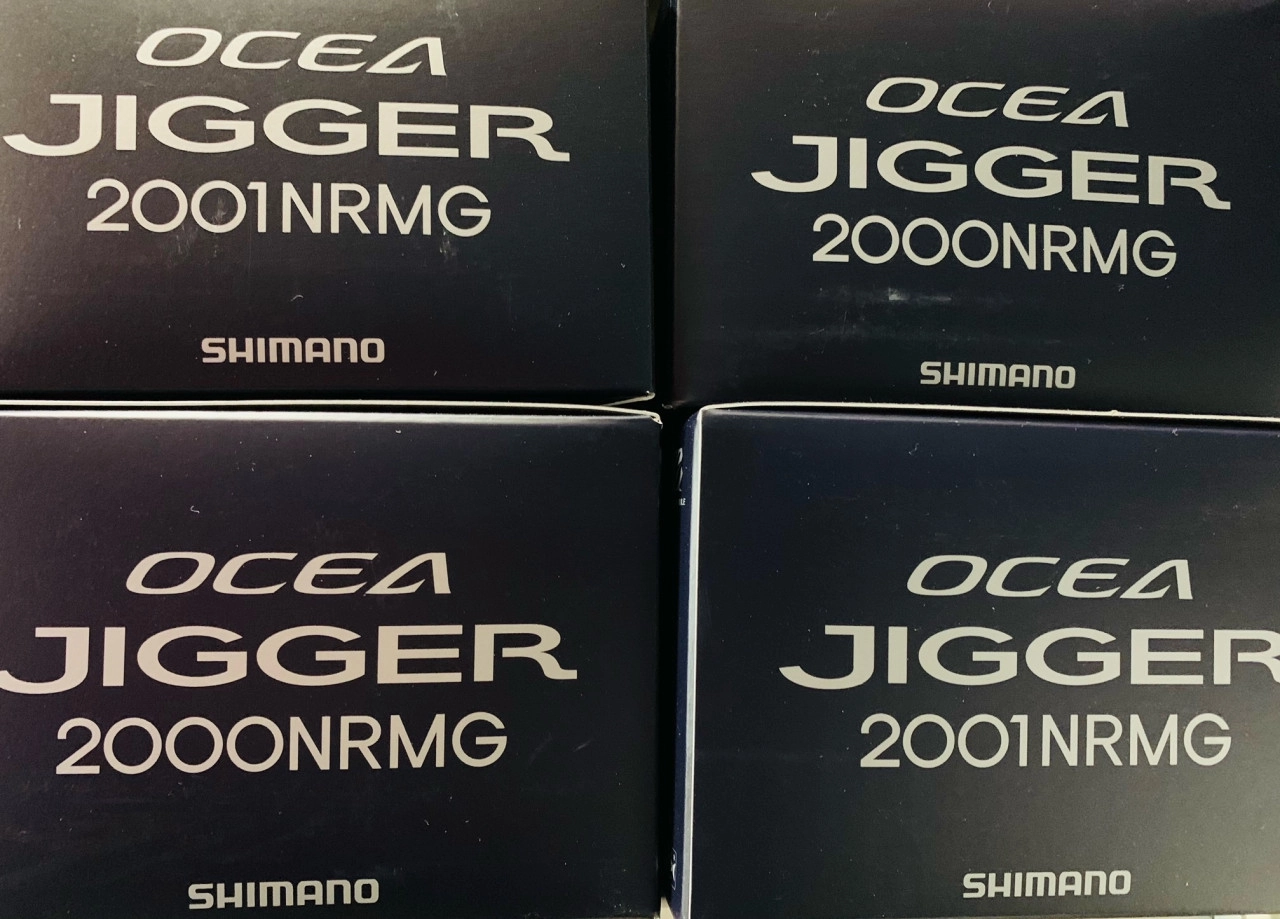 OCEA
JIGGER
2001NRMG
SHIMANO
OCEA
JIGGER
2000NRMG
SHIMANO
OCEA
JIGGER
2000NRMG
SHIMANO
OCEA
JIGGER
2001NRMG
SHIMANO